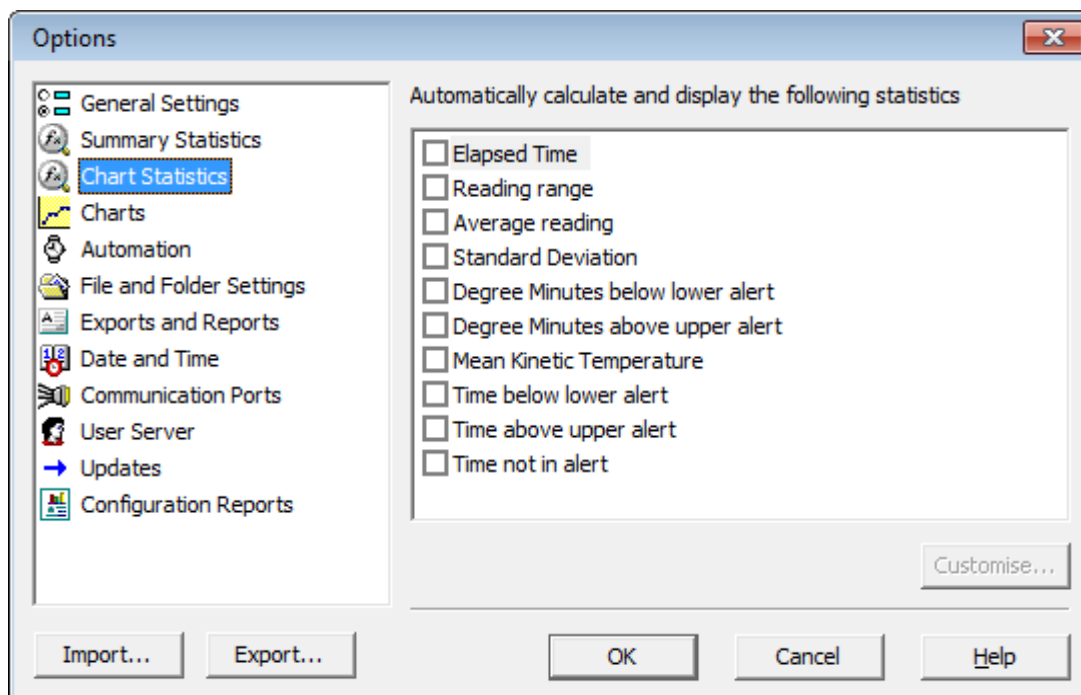 Options
General Settings
Summary Statistics
Chart Statistics
Charts
Automation
File and Folder Settings
Exports and Reports
Date and Time
Communication Ports
User Server
Updates
Configuration Reports
Automatically calculate and display the following statistics
Elapsed Time
Reading range
Average reading
Standard Deviation
Degree Minutes below lower alert
Degree Minutes above upper alert
Mean Kinetic Temperature
Time below lower alert
Time above upper alert
Time not in alert
Customise...
Import...
Export...
OK
Cancel
Help